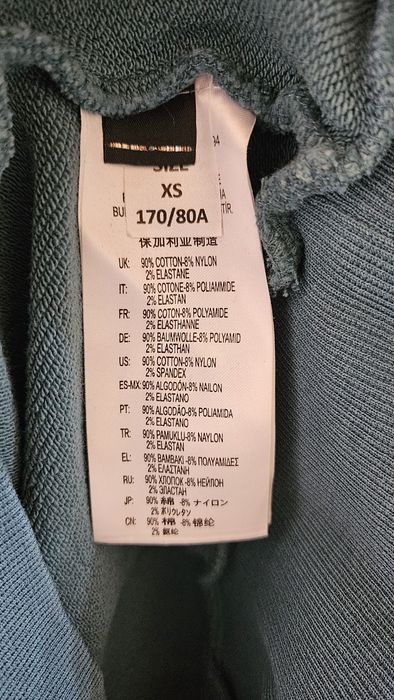 SIZE
XS
170/80A
保加利亚制造
UK: 90% COTTON-8% NYLON
2% ELASTANE
IT: 90% COTONE-8% POLIAMMIDE
2% ELASTAN
FR: 90% COTON-8% POLYAMIDE
2% ELASTHANNE
DE: 90% BAUMWOLLE-8% POLYAMID
2% ELASTHAN
US: 90% COTTON-8% NYLON
2% SPANDEX
ES-MX: 90% ALGODÓN-8% NAILON
2% ELASTANO
PT: 90% ALGODÃO-8% POLIAMIDA
2% ELASTANO
TR: 90% PAMUKLU-8% NAYLON
2% ELASTAN
EL: 90% ΒΑΜΒΑΚΙ -8% ΠΟΛΥΑΜΙΔΕΣ
2% ΕΛΑΣΤΑΝΗ
RU: 90% ХЛОПОК -8% НЕЙЛОН
2% ЭЛАСТАН
JP: 90% 綿 -8% ナイロン
2% ポリウレタン
CN: 90% 棉 -8% 锦纶
2% 氨纶